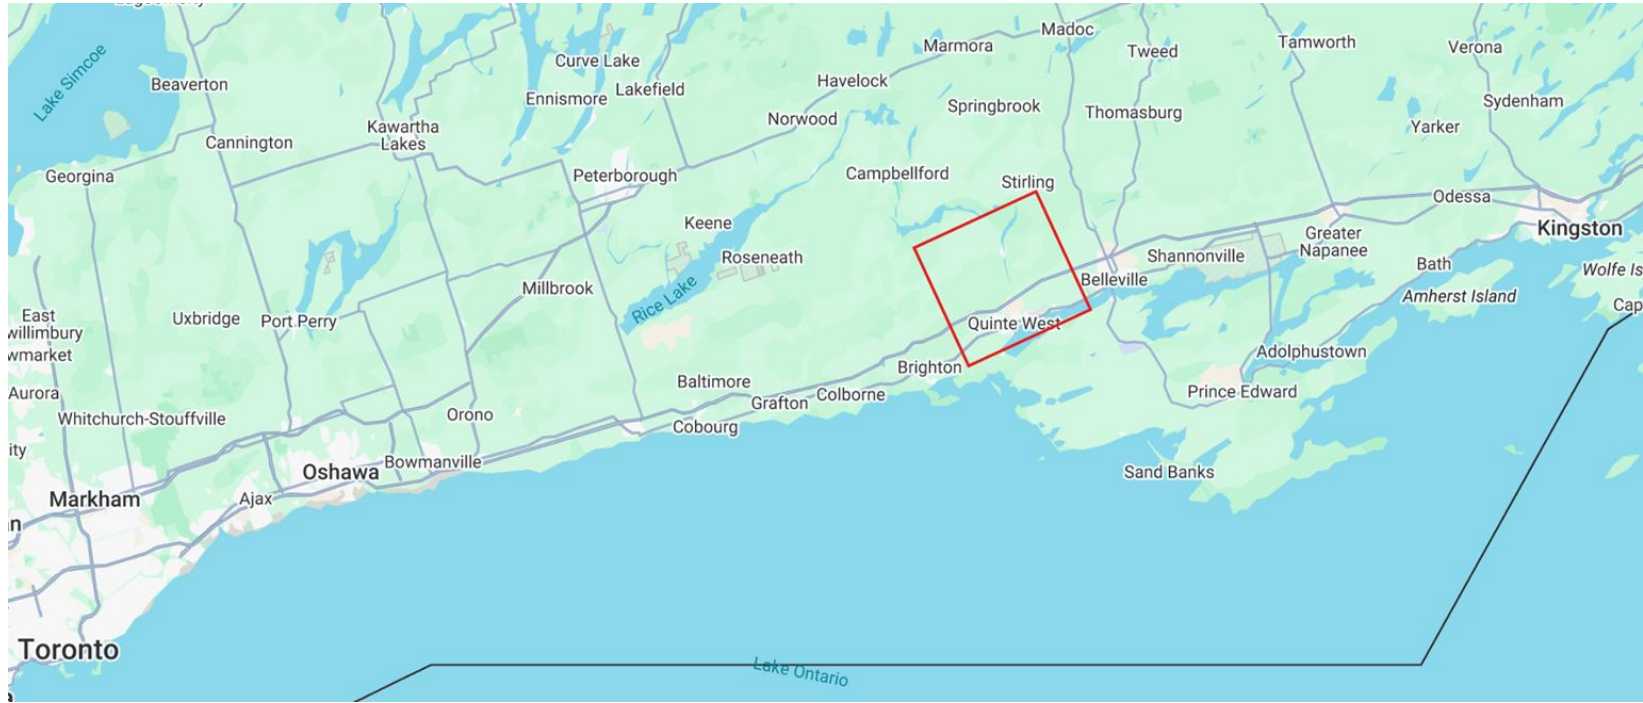 Madoc
Marmora
Tweed
Tamworth
Verona
Curve Lake
Lake Simcoe
Beaverton
Havelock
Ennismore
Lakefield
Springbrook
Thomasburg
Sydenham
Norwood
Kawartha
Lakes
Yarker
Cannington
Georgina
Peterborough
Campbellford
Stirling
Odessa
Keene
Kingston
Greater
Napanee
Roseneath
Shannonville
Bath
Wolfe Is
Belleville
Millbrook
Rice Lake
Amherst Island
Cap
East
willimbury
wmarket
Uxbridge
Port Perry
Quinte West
Adolphustown
Brighton
Baltimore
Prince Edward
Aurora
Grafton
Colborne
Whitchurch-Stouffville
Orono
Cobourg
ity
Bowmanville
Oshawa
Sand Banks
Markham
Ajax
n
Toronto
Lake Ontario